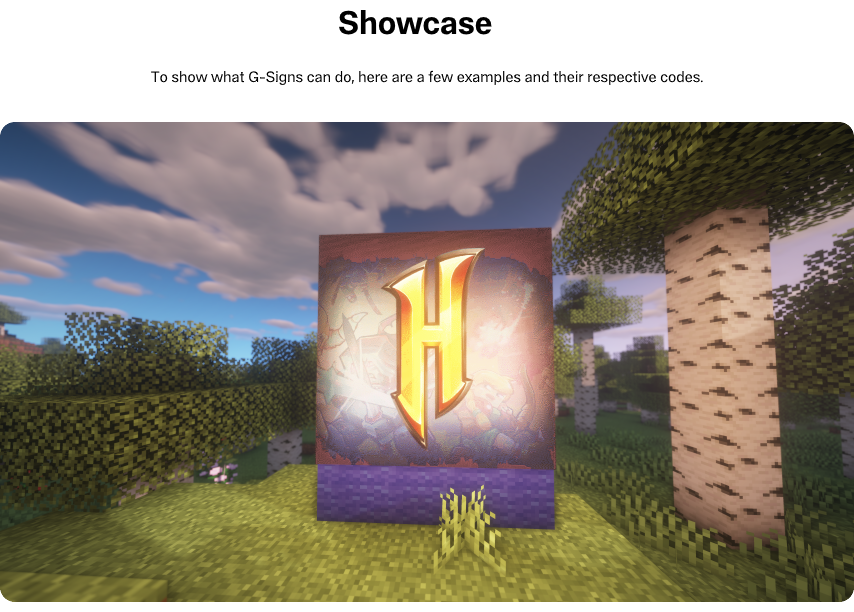 Showcase
To show what G-Signs can do, here are a few examples and their respective codes.
H